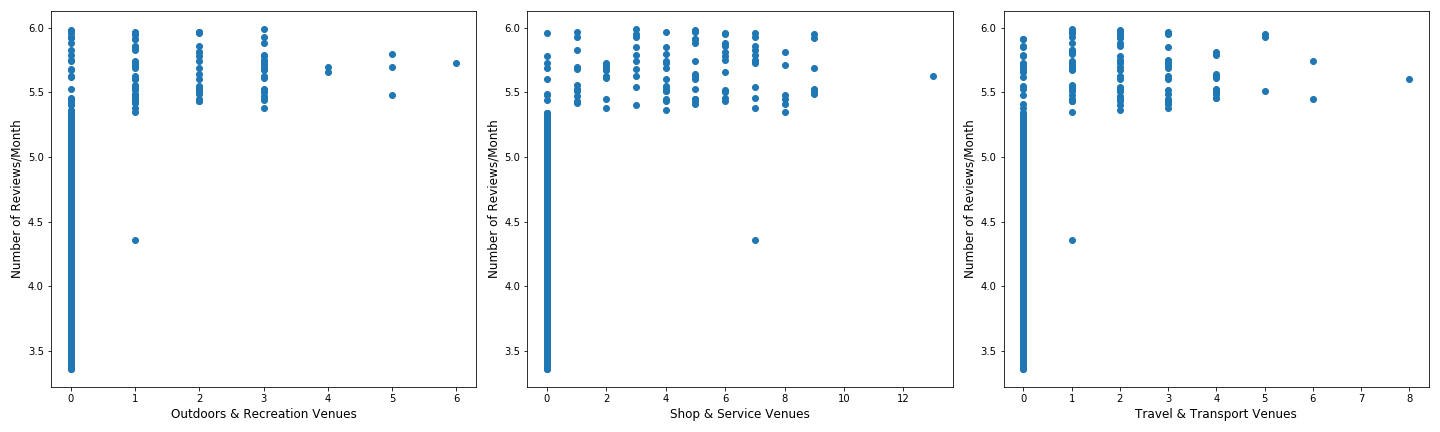 Number of Reviews/Month
6.0
5.5
5.0
4.5
4.0
3.5
0 1 2 3 4 5 6
Outdoors & Recreation Venues
Number of Reviews/Month
6.0
5.5
5.0
4.5
4.0
3.5
0 2 4 6 8 10 12
Shop & Service Venues
Number of Reviews/Month
6.0
5.5
5.0
4.5
4.0
3.5
0 1 2 3 4 5 6 7 8
Travel & Transport Venues